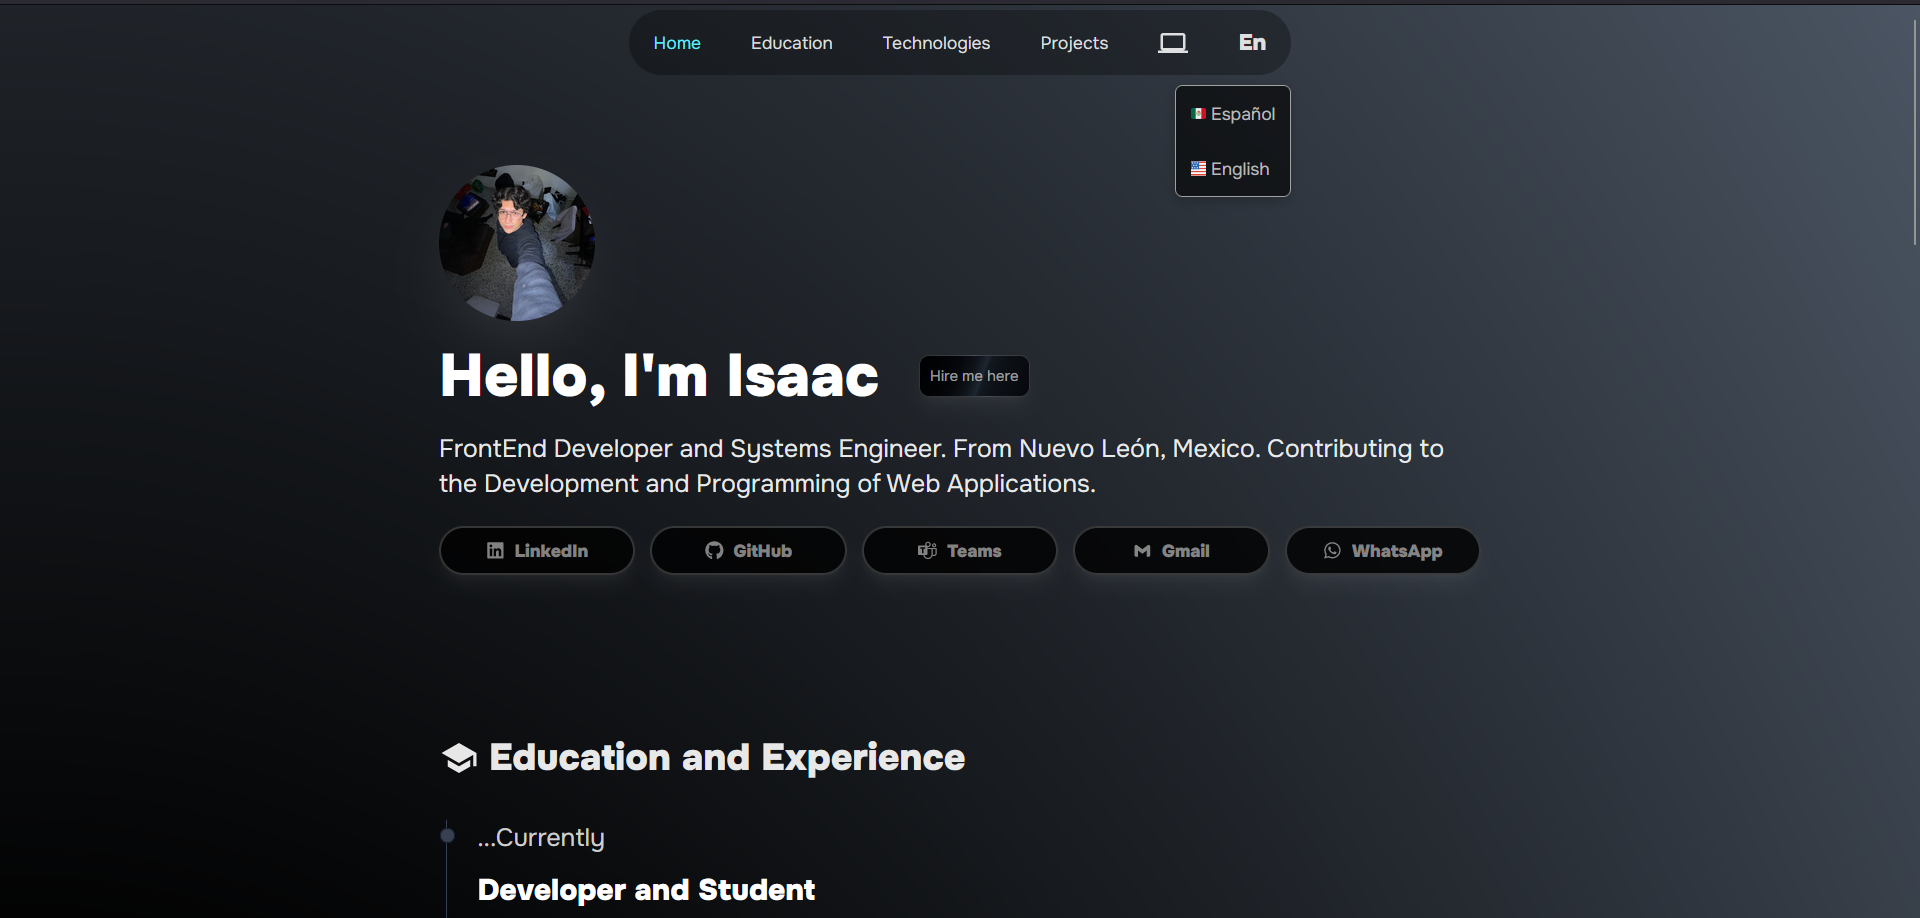 Home Education Technologies Projects En
Español
English
Hello, I'm Isaac
Hire me here
FrontEnd Developer and Systems Engineer. From Nuevo León, Mexico. Contributing to
the Development and Programming of Web Applications.
LinkedIn GitHub Teams Gmail WhatsApp
Education and Experience
...Currently
Developer and Student